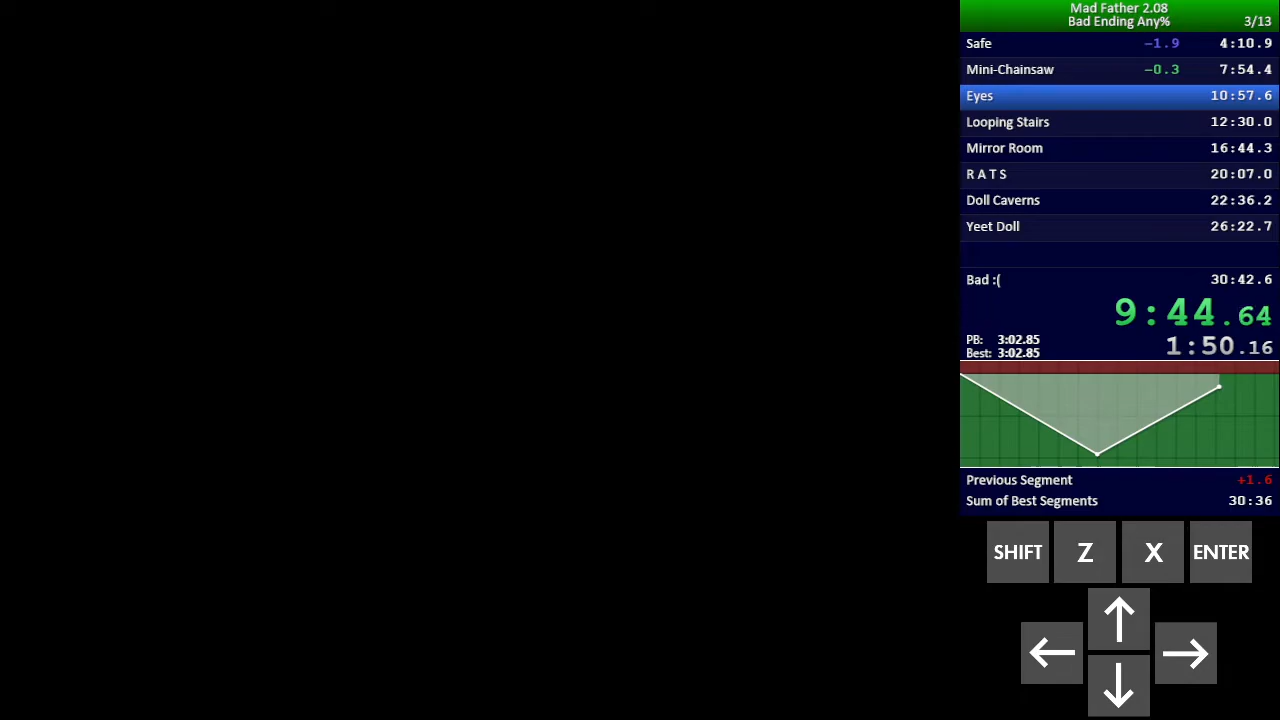 Mad Father 2.08
Bad Ending Any%
3/13
Safe −1.9 4:10.9
Mini-Chainsaw −0.3 7:54.4
Eyes 10:57.6
Looping Stairs 12:30.0
Mirror Room 16:44.3
R A T S 20:07.0
Doll Caverns 22:36.2
Yeet Doll 26:22.7
Bad :( 30:42.6
9:44.64
PB: 3:02.85
Best: 3:02.85
1:50.16
Previous Segment +1.6
Sum of Best Segments 30:36
SHIFT Z X ENTER
↑
← →
↓